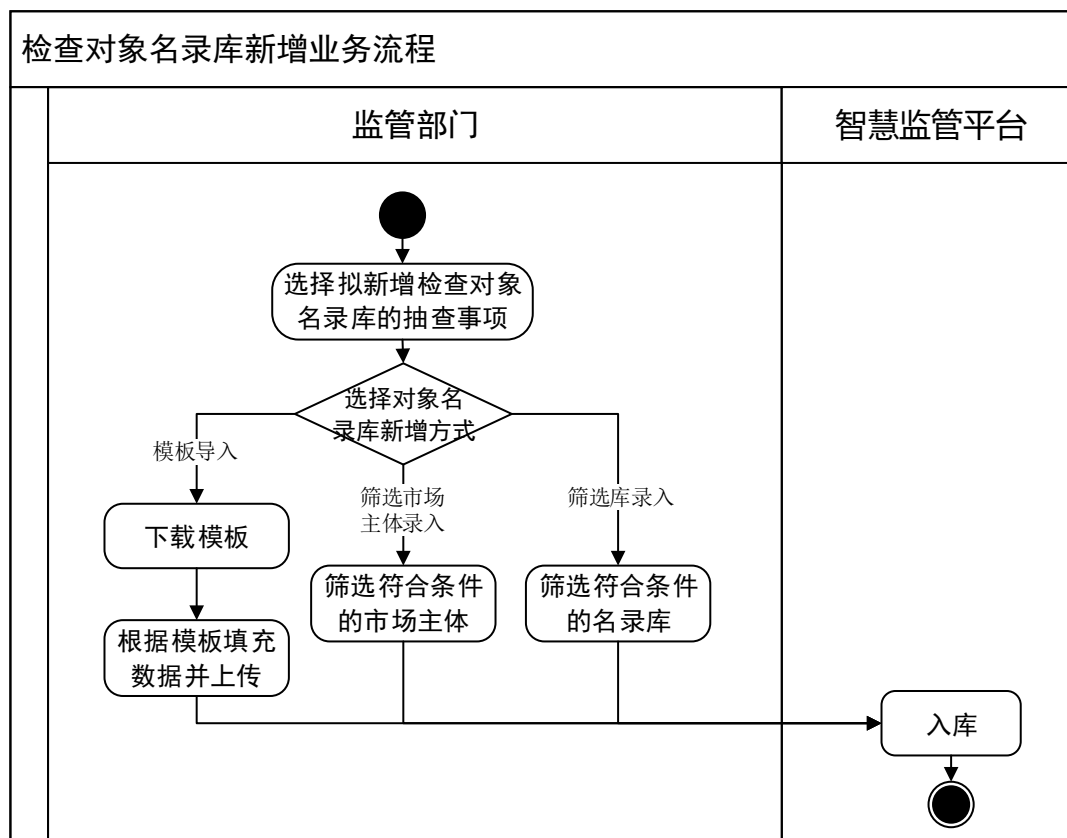 检查对象名录库新增业务流程
监管部门
智慧监管平台
选择拟新增检查对象
名录库的抽查事项
选择对象名
录库新增方式
模板导入
筛选市场
主体录入
筛选库录入
下载模板
筛选符合条件
的市场主体
筛选符合条件
的名录库
根据模板填充
数据并上传
入库